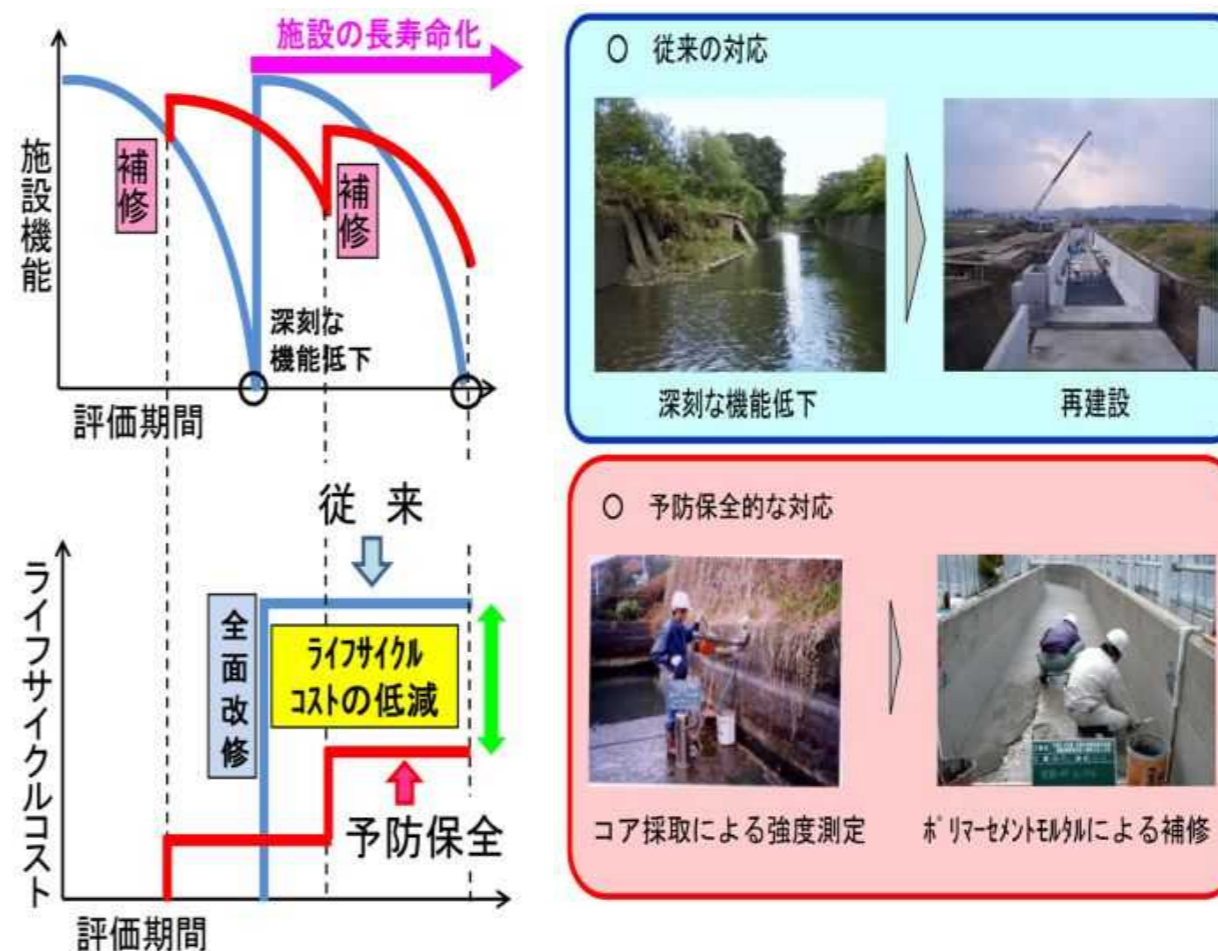 施設の長寿命化
施設機能
補修
補修
深刻な
機能低下
評価期間
従 来
ライフサイクルコスト
全面改修
ライフサイクル
コストの低減
予防保全
評価期間
○ 従来の対応
深刻な機能低下
再建設
○ 予防保全的な対応
コア採取による強度測定
ﾎﾟﾘﾏｰｾﾒﾝﾄﾓﾙﾀﾙによる補修